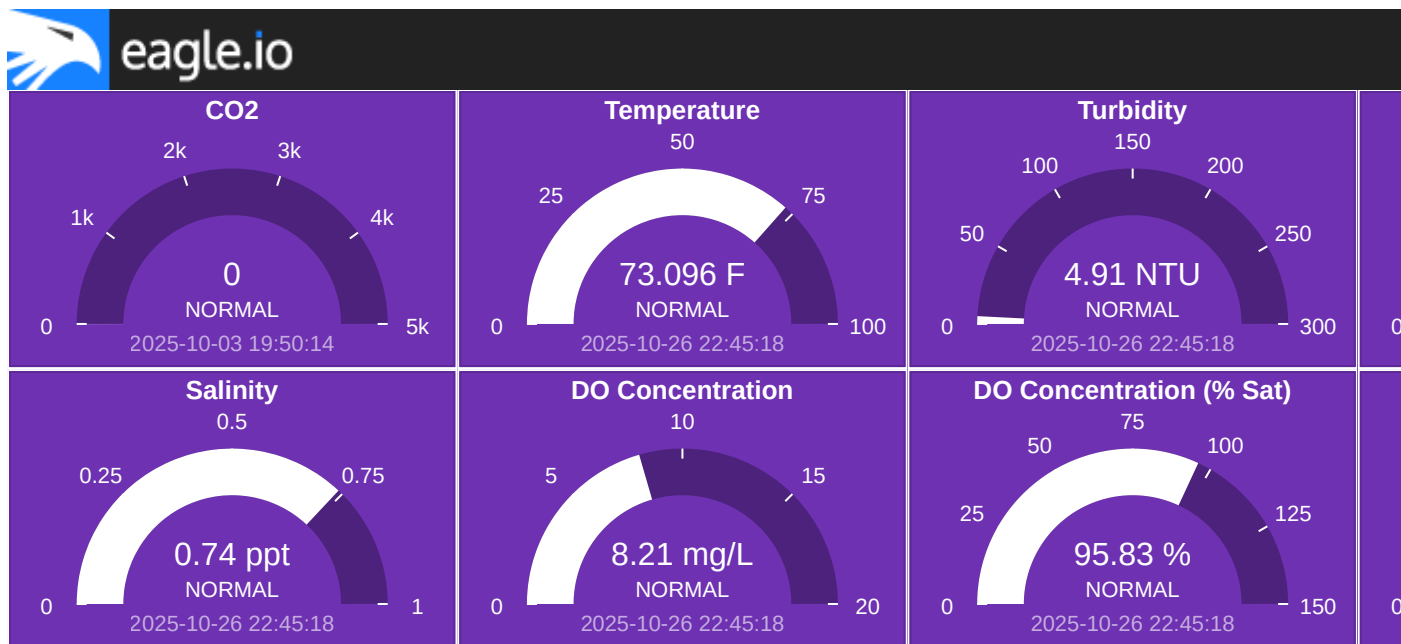 eagle.io
CO2
2k 3k
1k 4k
0
NORMAL
0 5k
2025-10-03 19:50:14
Temperature
50
25 75
73.096 F
NORMAL
0 100
2025-10-26 22:45:18
Turbidity
150
100 200
50 250
4.91 NTU
NORMAL
0 300
2025-10-26 22:45:18
0
Salinity
0.5
0.25 0.75
0.74 ppt
NORMAL
0 1
2025-10-26 22:45:18
DO Concentration
10
5 15
8.21 mg/L
NORMAL
0 20
2025-10-26 22:45:18
DO Concentration (% Sat)
75
50 100
25 125
95.83 %
NORMAL
0 150
2025-10-26 22:45:18
0